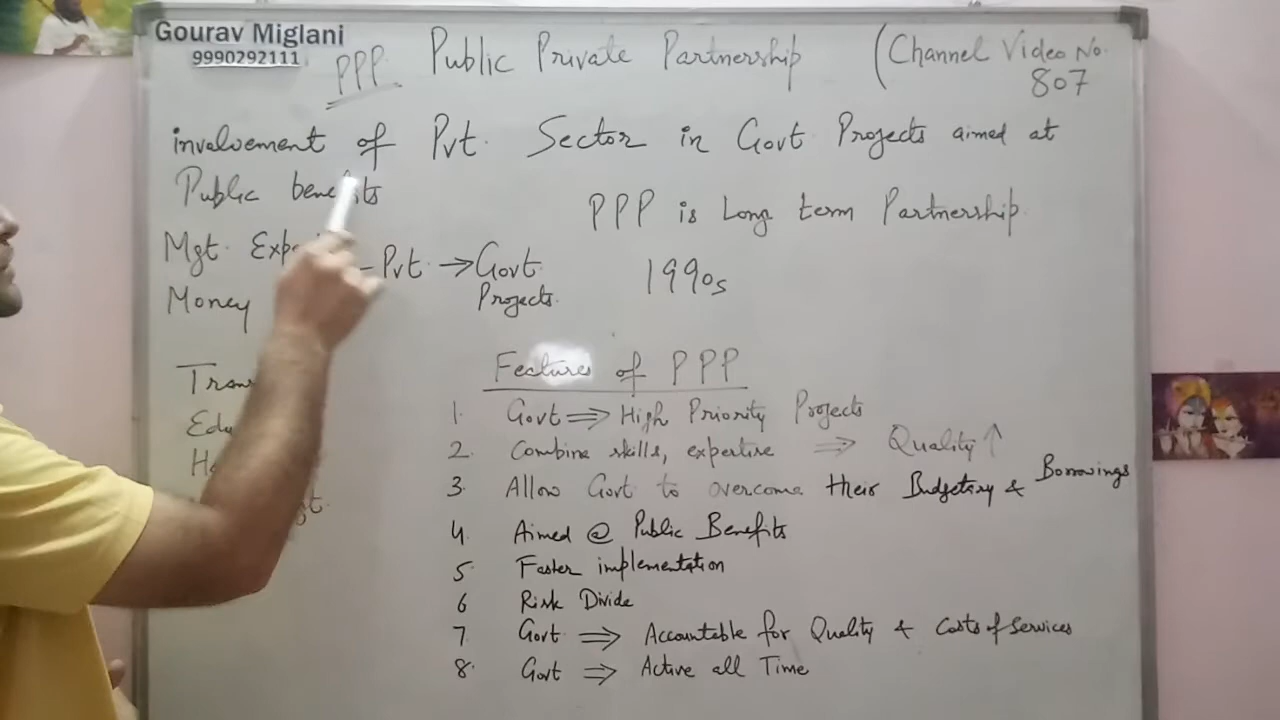 Gourav Miglani
9990292111
PPP Public Private Partnership (Channel Video No.
807
involvement of Pvt. Sector in Govt Projects aimed at
Public benefits
PPP is Long term Partnership
Mgt. Pvt → Govt
Projects.
Money
1990s
Features of PPP
1. Govt ⇒ High Priority Projects
2. Combine skills, expertise ⇒ Quality ↑
3. Allow Govt to overcome their Budgetary & Borrowings
4 Aimed @ Public Benefits
5. Faster implementation
6 Risk Divide
7 Govt ⇒ Accountable for Quality & Costs of Services
8. Govt ⇒ Active all Time